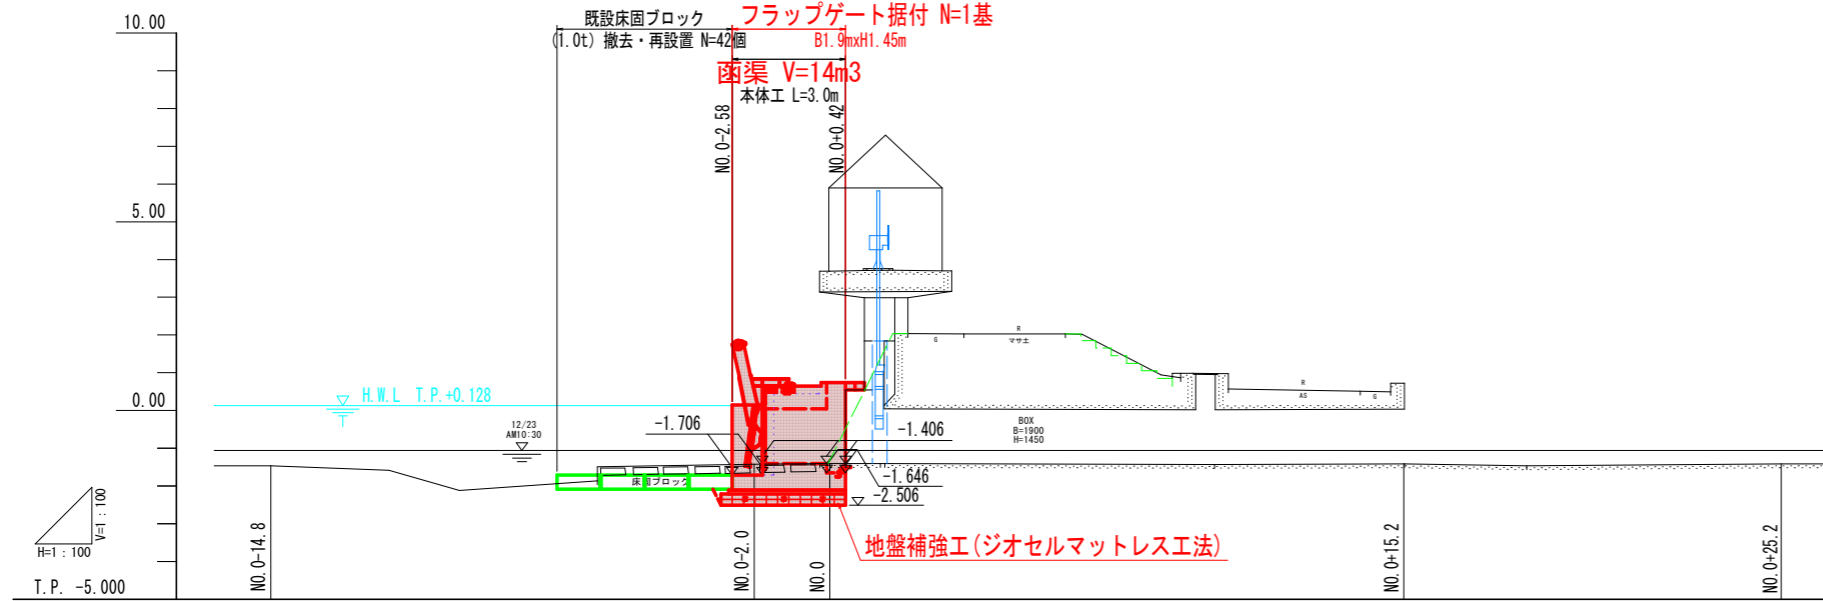 既設床固ブロック
(1.0t) 撤去・再設置 N=42個
フラップゲート据付 N=1基
B1.9mxH1.45m
函渠 V=14m3
本体工 L=3.0m
NO.0-2.58
NO.0+0.42
10.00
5.00
0.00
H.W.L T.P.+0.128
12/23
AM10:30
-1.706
-1.406
-1.646
-2.506
床固ブロック
R
G
マサ土
R
AS
G
BOX
B=1900
H=1450
地盤補強工(ジオセルマットレス工法)
V=1 : 100
H=1 : 100
T.P. -5.000
NO.0-14.8
NO.0-2.0
NO.0
NO.0+15.2
NO.0+25.2